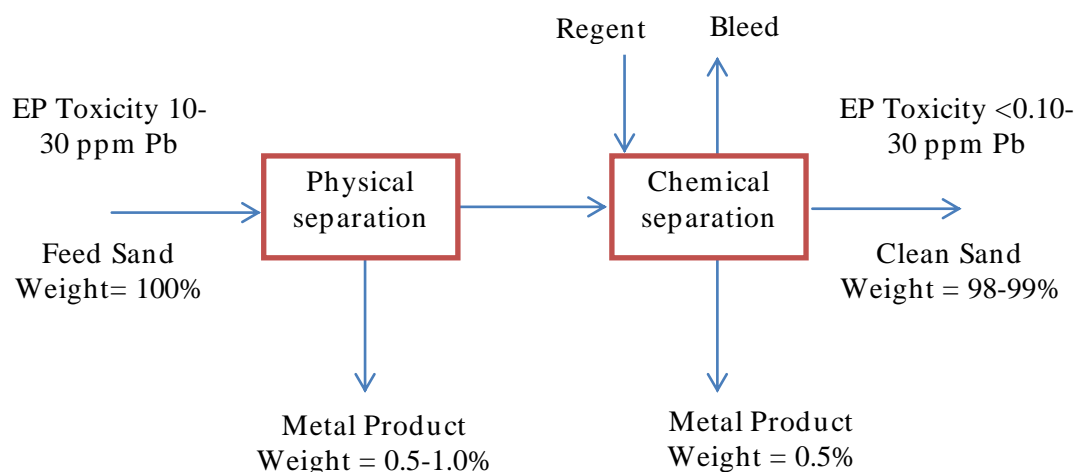 Regent
Bleed
EP Toxicity 10-
30 ppm Pb
EP Toxicity <0.10-
30 ppm Pb
Physical
separation
Chemical
separation
Feed Sand
Weight= 100%
Clean Sand
Weight = 98-99%
Metal Product
Weight = 0.5-1.0%
Metal Product
Weight = 0.5%